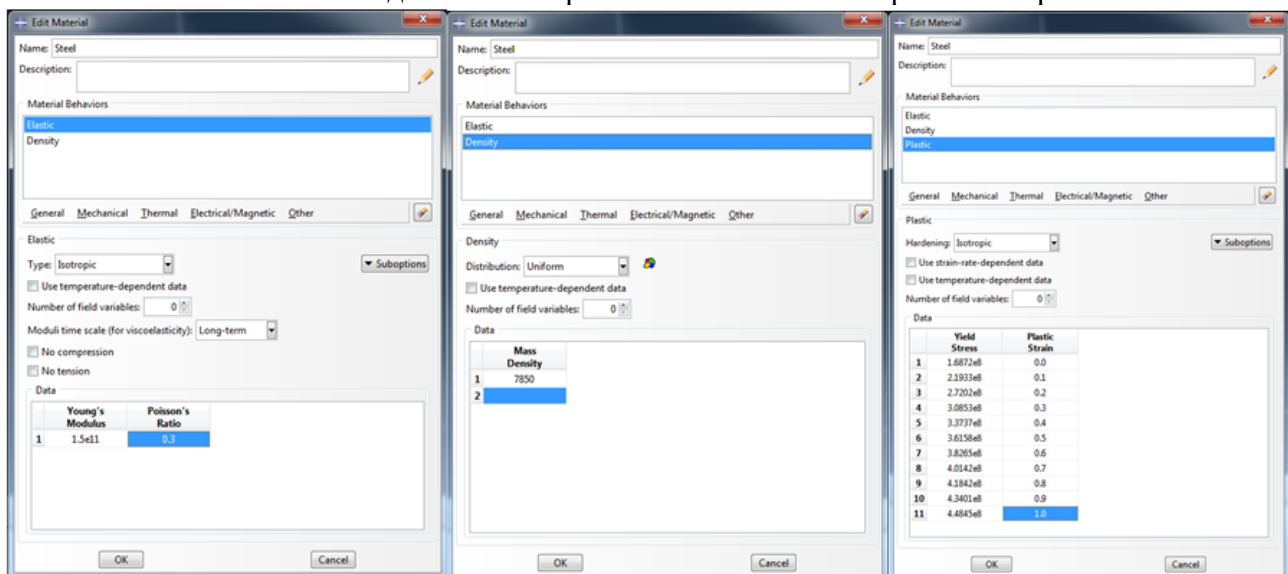 Edit Material
Name: Steel
Description:
Material Behaviors
Elastic
Density
General Mechanical Thermal Electrical/Magnetic Other
Elastic
Type: Isotropic
Suboptions
Use temperature-dependent data
Number of field variables: 0
Moduli time scale (for viscoelasticity): Long-term
No compression
No tension
Data
Young's Poisson's
Modulus Ratio
1 1.5e11 0.3
OK Cancel
Edit Material
Name: Steel
Description:
Material Behaviors
Elastic
Density
General Mechanical Thermal Electrical/Magnetic Other
Density
Distribution: Uniform
Use temperature-dependent data
Number of field variables: 0
Data
Mass
Density
1 7850
2
OK Cancel
Edit Material
Name: Steel
Description:
Material Behaviors
Elastic
Density
Plastic
General Mechanical Thermal Electrical/Magnetic Other
Plastic
Hardening: Isotropic
Suboptions
Use strain-rate-dependent data
Use temperature-dependent data
Number of field variables: 0
Data
Yield Plastic
Stress Strain
1 1.6872e8 0.0
2 2.1933e8 0.1
3 2.7202e8 0.2
4 3.0853e8 0.3
5 3.3737e8 0.4
6 3.6158e8 0.5
7 3.8265e8 0.6
8 4.0142e8 0.7
9 4.1842e8 0.8
10 4.3401e8 0.9
11 4.4845e8 1.0
OK Cancel